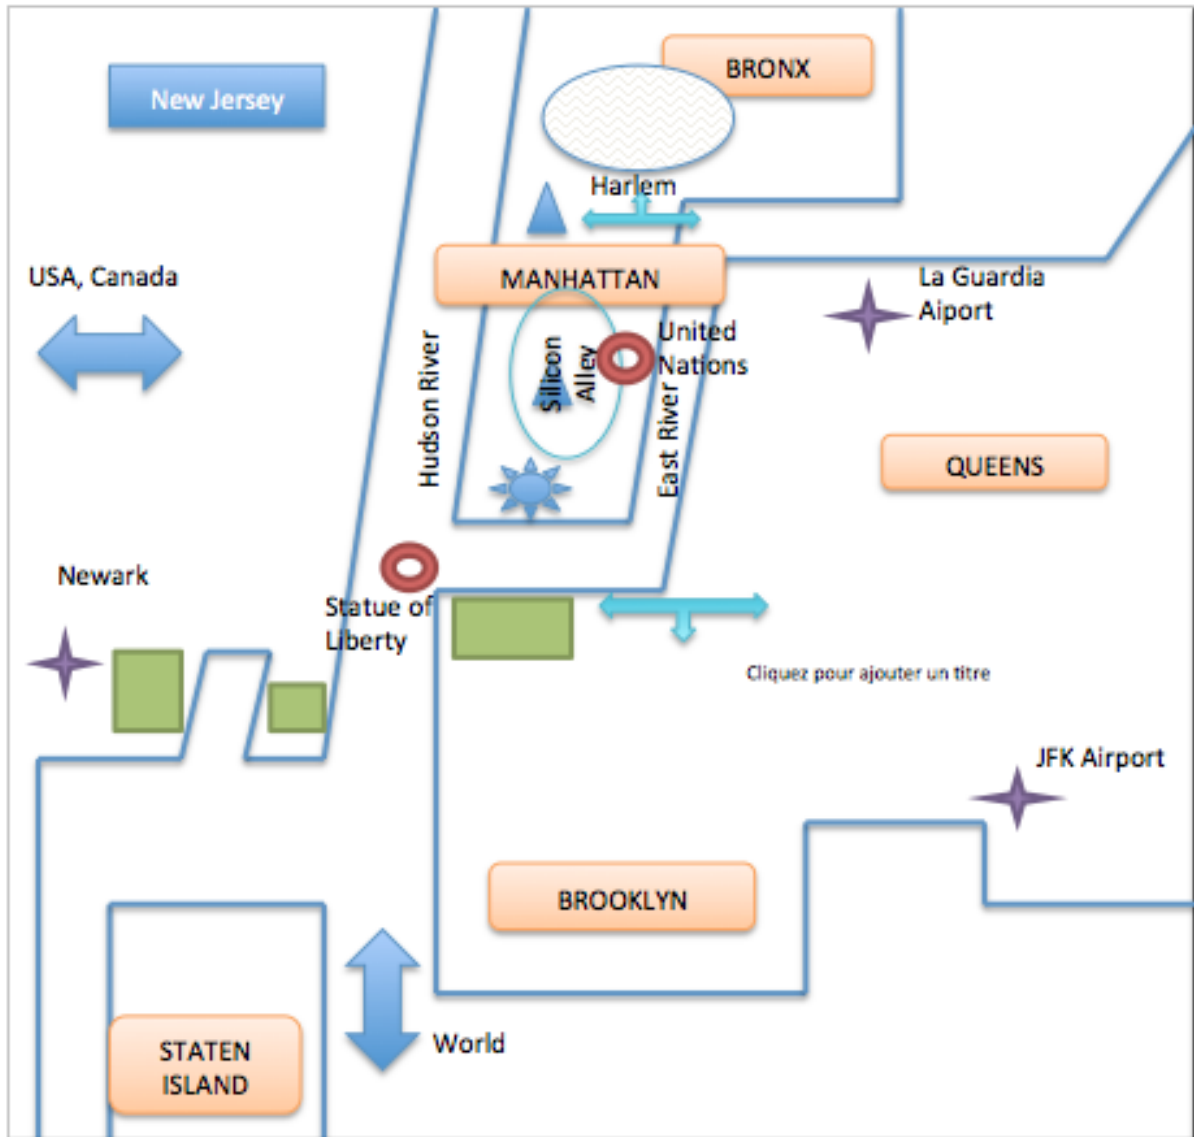 BRONX
New Jersey
Harlem
USA, Canada
MANHATTAN
La Guardia
Aiport
Hudson River
Silicon
Alley
United
Nations
East River
QUEENS
Newark
Statue of
Liberty
Cliquez pour ajouter un titre
JFK Airport
BROOKLYN
World
STATEN
ISLAND